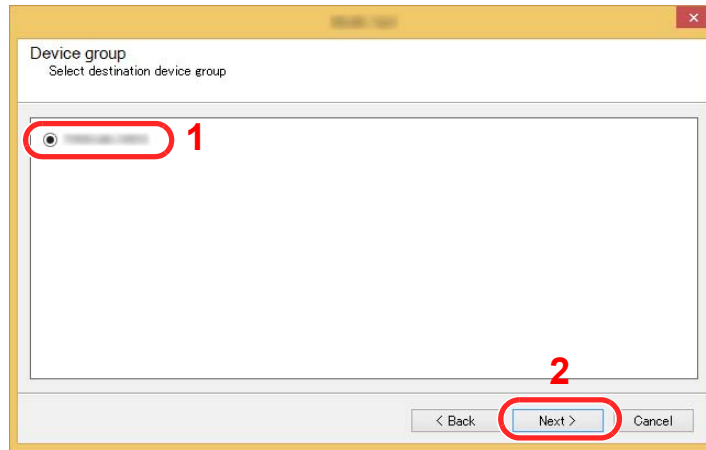 Device group
Select destination device group
1
2
< Back
Next >
Cancel